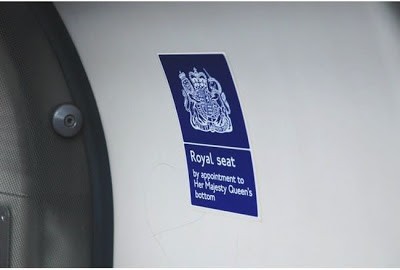 Royal seat
by appointment to
Her Majesty Queen's
bottom